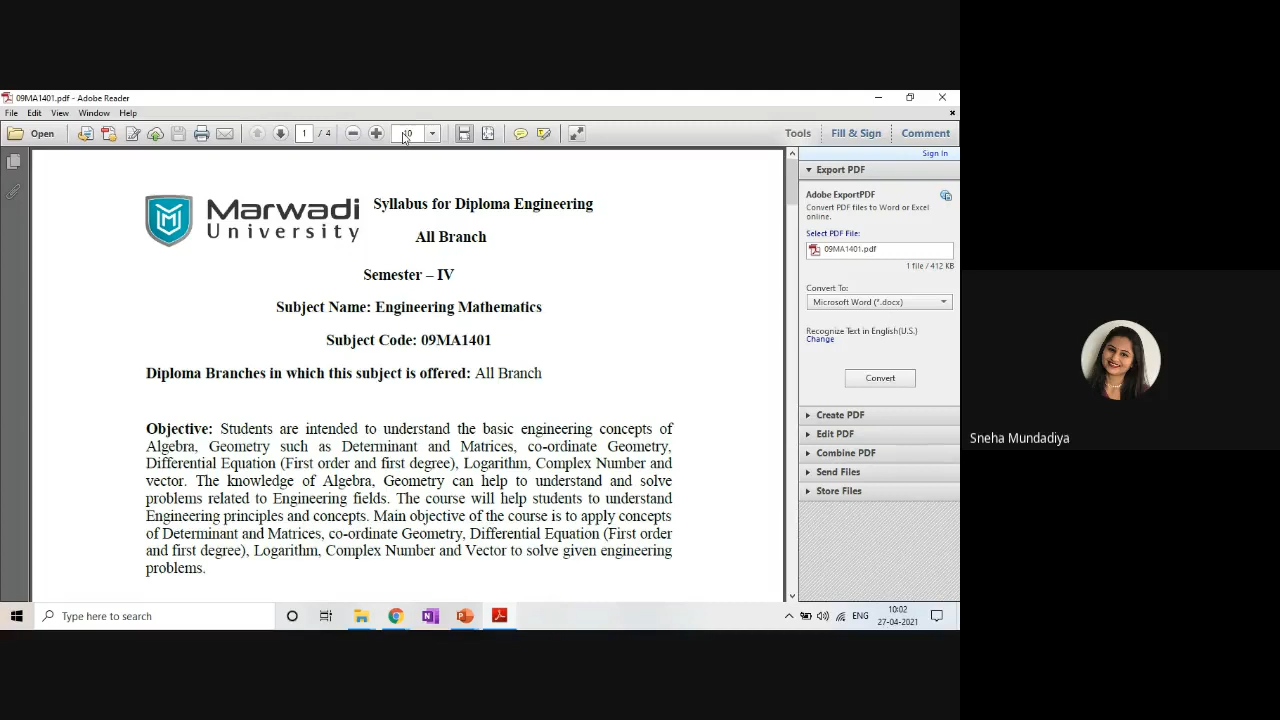 09MA1401.pdf - Adobe Reader
File Edit View Window Help
Open 1 / 4 Tools Fill & Sign Comment
Sign In
Marwadi
University
Syllabus for Diploma Engineering
All Branch
Semester – IV
Subject Name: Engineering Mathematics
Subject Code: 09MA1401
Diploma Branches in which this subject is offered: All Branch
Objective: Students are intended to understand the basic engineering concepts of
Algebra, Geometry such as Determinant and Matrices, co-ordinate Geometry,
Differential Equation (First order and first degree), Logarithm, Complex Number and
vector. The knowledge of Algebra, Geometry can help to understand and solve
problems related to Engineering fields. The course will help students to understand
Engineering principles and concepts. Main objective of the course is to apply concepts
of Determinant and Matrices, co-ordinate Geometry, Differential Equation (First order
and first degree), Logarithm, Complex Number and Vector to solve given engineering
problems.
Export PDF
Adobe ExportPDF
Convert PDF files to Word or Excel
online.
Select PDF File:
09MA1401.pdf
1 file / 412 KB
Convert To:
Microsoft Word (*.docx)
Recognize Text in English(U.S.)
Change
Convert
Create PDF
Edit PDF
Combine PDF
Send Files
Store Files
Sneha Mundadiya
Type here to search
ENG
10:02
27-04-2021